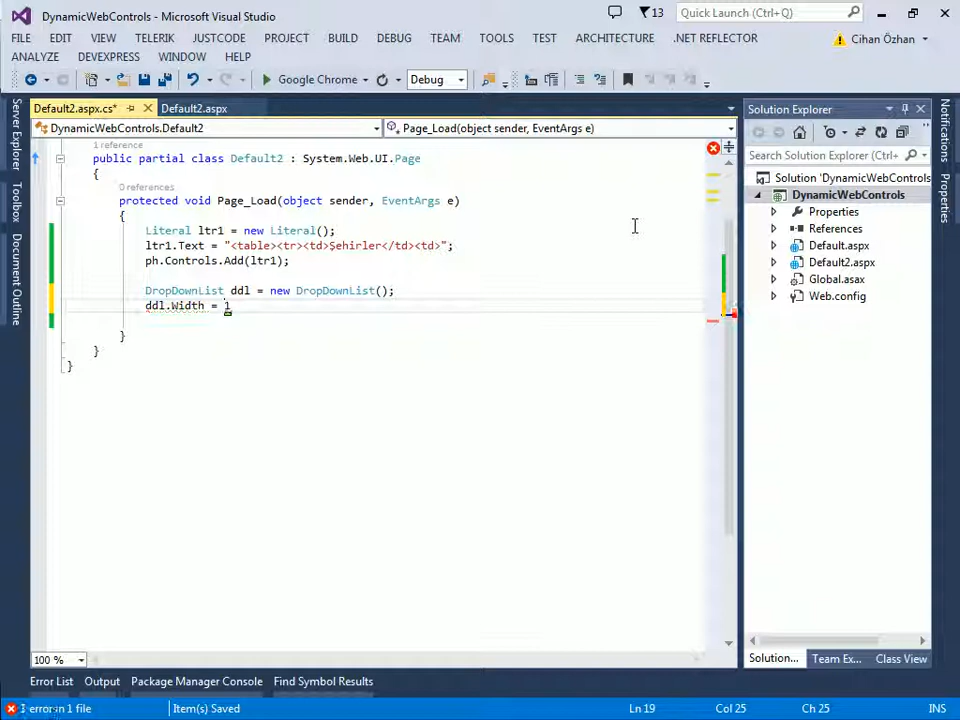 DynamicWebControls - Microsoft Visual Studio
13
Quick Launch (Ctrl+Q)
FILE EDIT VIEW TELERIK JUSTCODE PROJECT BUILD DEBUG TEAM TOOLS TEST ARCHITECTURE .NET REFLECTOR
Cihan Özhan
ANALYZE DEVEXPRESS WINDOW HELP
Google Chrome
Debug
Server Explorer
Toolbox
Document Outline
Default2.aspx.cs*
Default2.aspx
DynamicWebControls.Default2
Page_Load(object sender, EventArgs e)
1 reference
public partial class Default2 : System.Web.UI.Page
{
0 references
protected void Page_Load(object sender, EventArgs e)
{
Literal ltr1 = new Literal();
ltr1.Text = "<table><tr><td>Şehirler</td><td>";
ph.Controls.Add(ltr1);
DropDownList ddl = new DropDownList();
ddl.Width = 1
}
}
}
100 %
Solution Explorer
Search Solution Explorer (Ctrl+
Solution 'DynamicWebControls
DynamicWebControls
Properties
References
Default.aspx
Default2.aspx
Global.asax
Web.config
Solution... Team Ex... Class View
Notifications
Properties
Error List Output Package Manager Console Find Symbol Results
Item(s) Saved
Ln 19 Col 25 Ch 25 INS